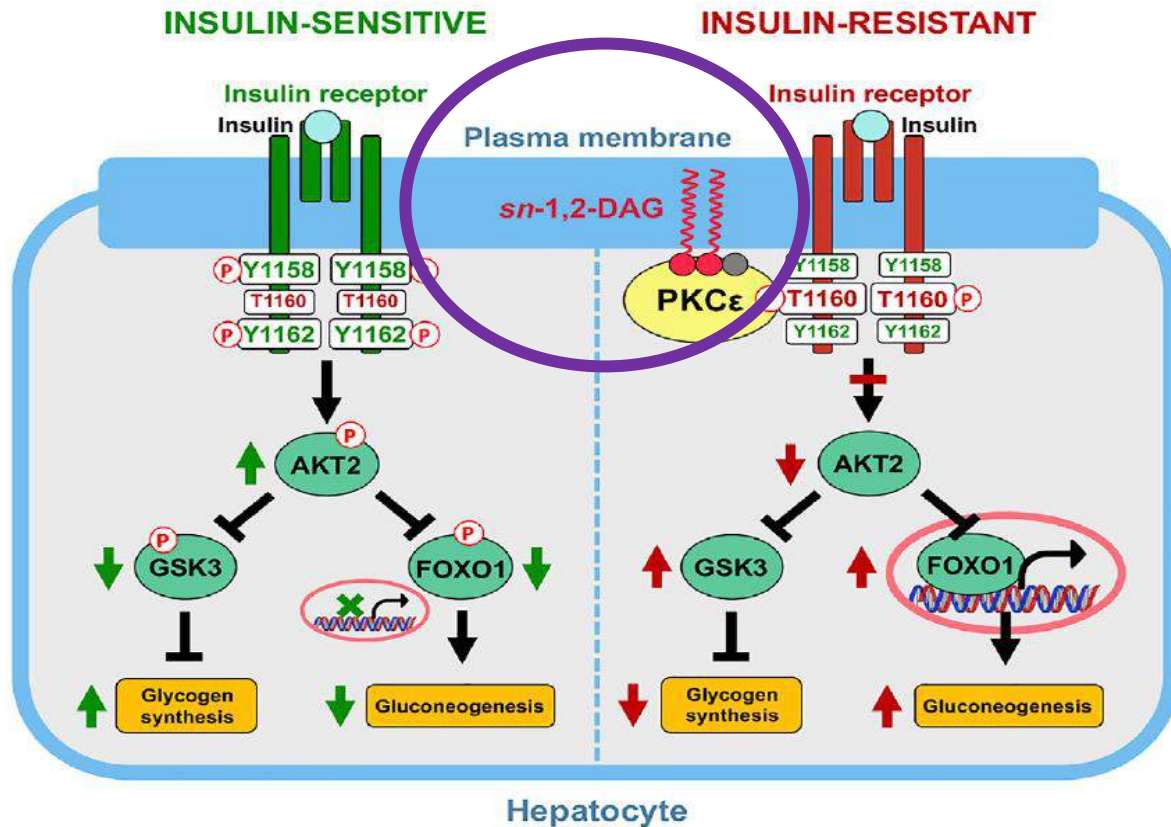 INSULIN-SENSITIVE
INSULIN-RESISTANT
Insulin receptor
Insulin
Insulin receptor
Insulin
Plasma membrane
sn-1,2-DAG
PKCε
P Y1158 Y1158 P
T1160 T1160
P Y1162 Y1162 P
Y1158 Y1158
P T1160 T1160 P
Y1162 Y1162
P
AKT2
AKT2
P
GSK3
P
FOXO1
GSK3
FOXO1
Glycogen
synthesis
Gluconeogenesis
Glycogen
synthesis
Gluconeogenesis
Hepatocyte